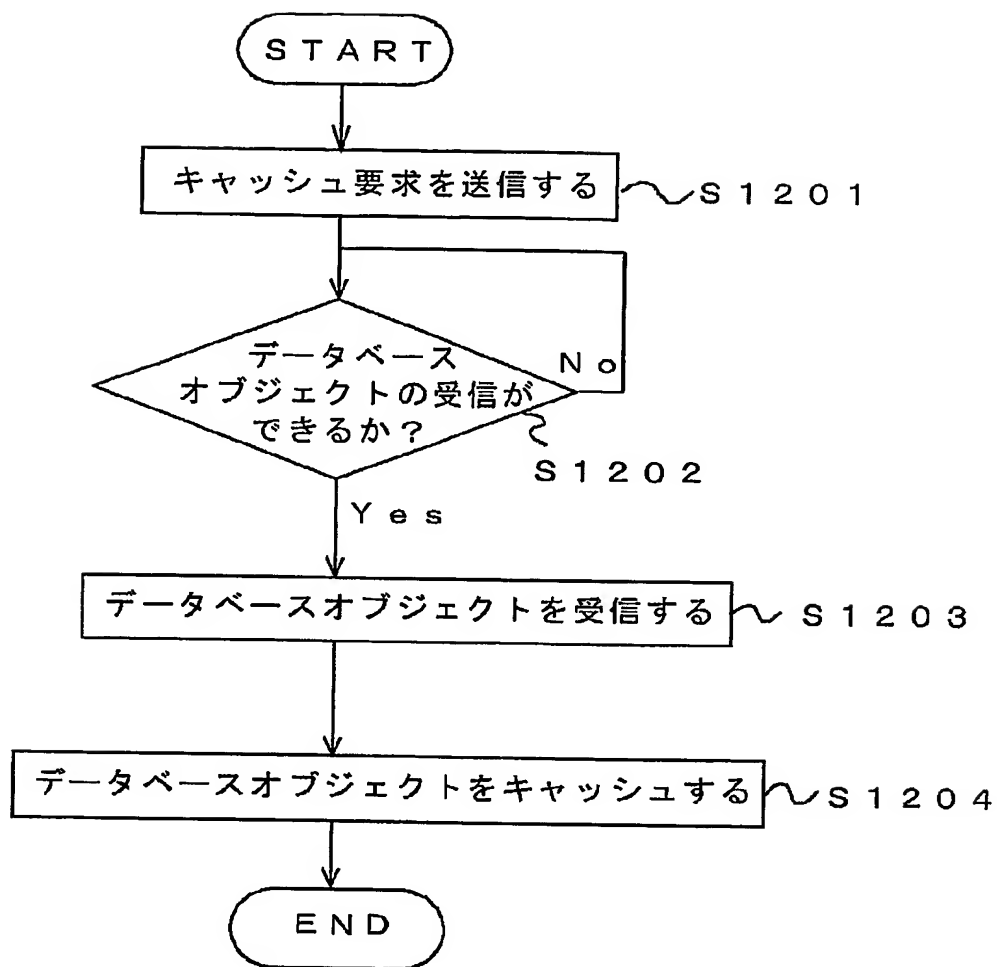 ＳＴＡＲＴ
キャッシュ要求を送信する
Ｓ１２０１
データベース
オブジェクトの受信が
できるか？
Ｎｏ
Ｓ１２０２
Ｙｅｓ
データベースオブジェクトを受信する
Ｓ１２０３
データベースオブジェクトをキャッシュする
Ｓ１２０４
ＥＮＤ